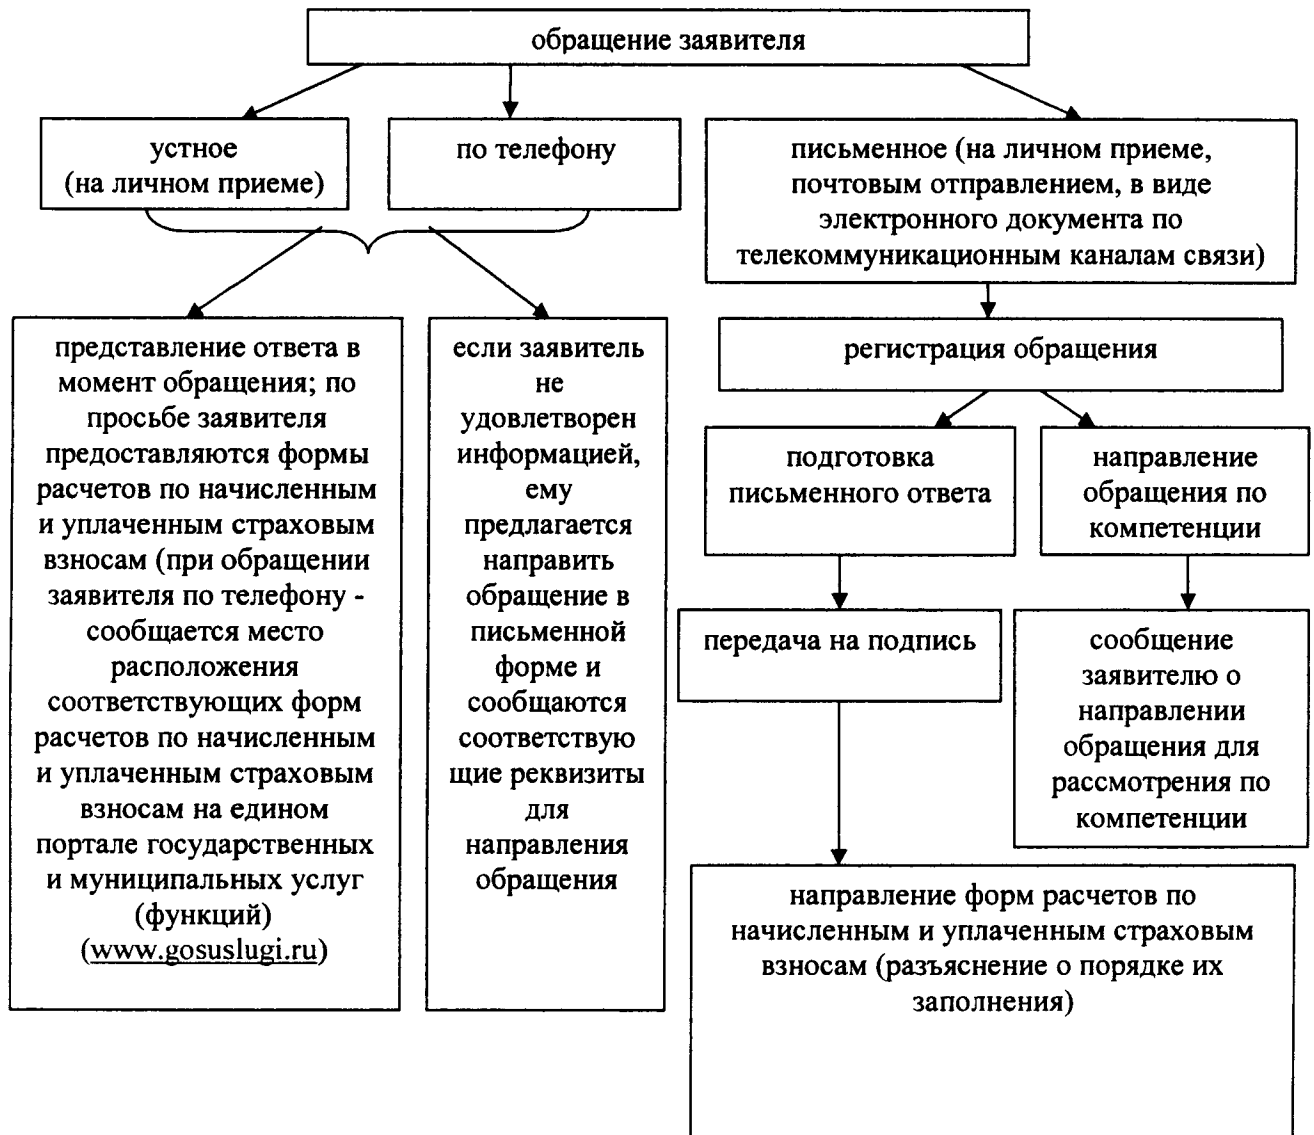 обращение заявителя
устное
(на личном приеме)
по телефону
письменное (на личном приеме,
почтовым отправлением, в виде
электронного документа по
телекоммуникационным каналам связи)
представление ответа в
момент обращения; по
просьбе заявителя
предоставляются формы
расчетов по начисленным
и уплаченным страховым
взносам (при обращении
заявителя по телефону -
сообщается место
расположения
соответствующих форм
расчетов по начисленным
и уплаченным страховым
взносам на едином
портале государственных
и муниципальных услуг
(функций)
(www.gosuslugi.ru)
если заявитель
не
удовлетворен
информацией,
ему
предлагается
направить
обращение в
письменной
форме и
сообщаются
соответствую
щие реквизиты
для
направления
обращения
регистрация обращения
подготовка
письменного ответа
направление
обращения по
компетенции
передача на подпись
сообщение
заявителю о
направлении
обращения для
рассмотрения по
компетенции
направление форм расчетов по
начисленным и уплаченным страховым
взносам (разъяснение о порядке их
заполнения)